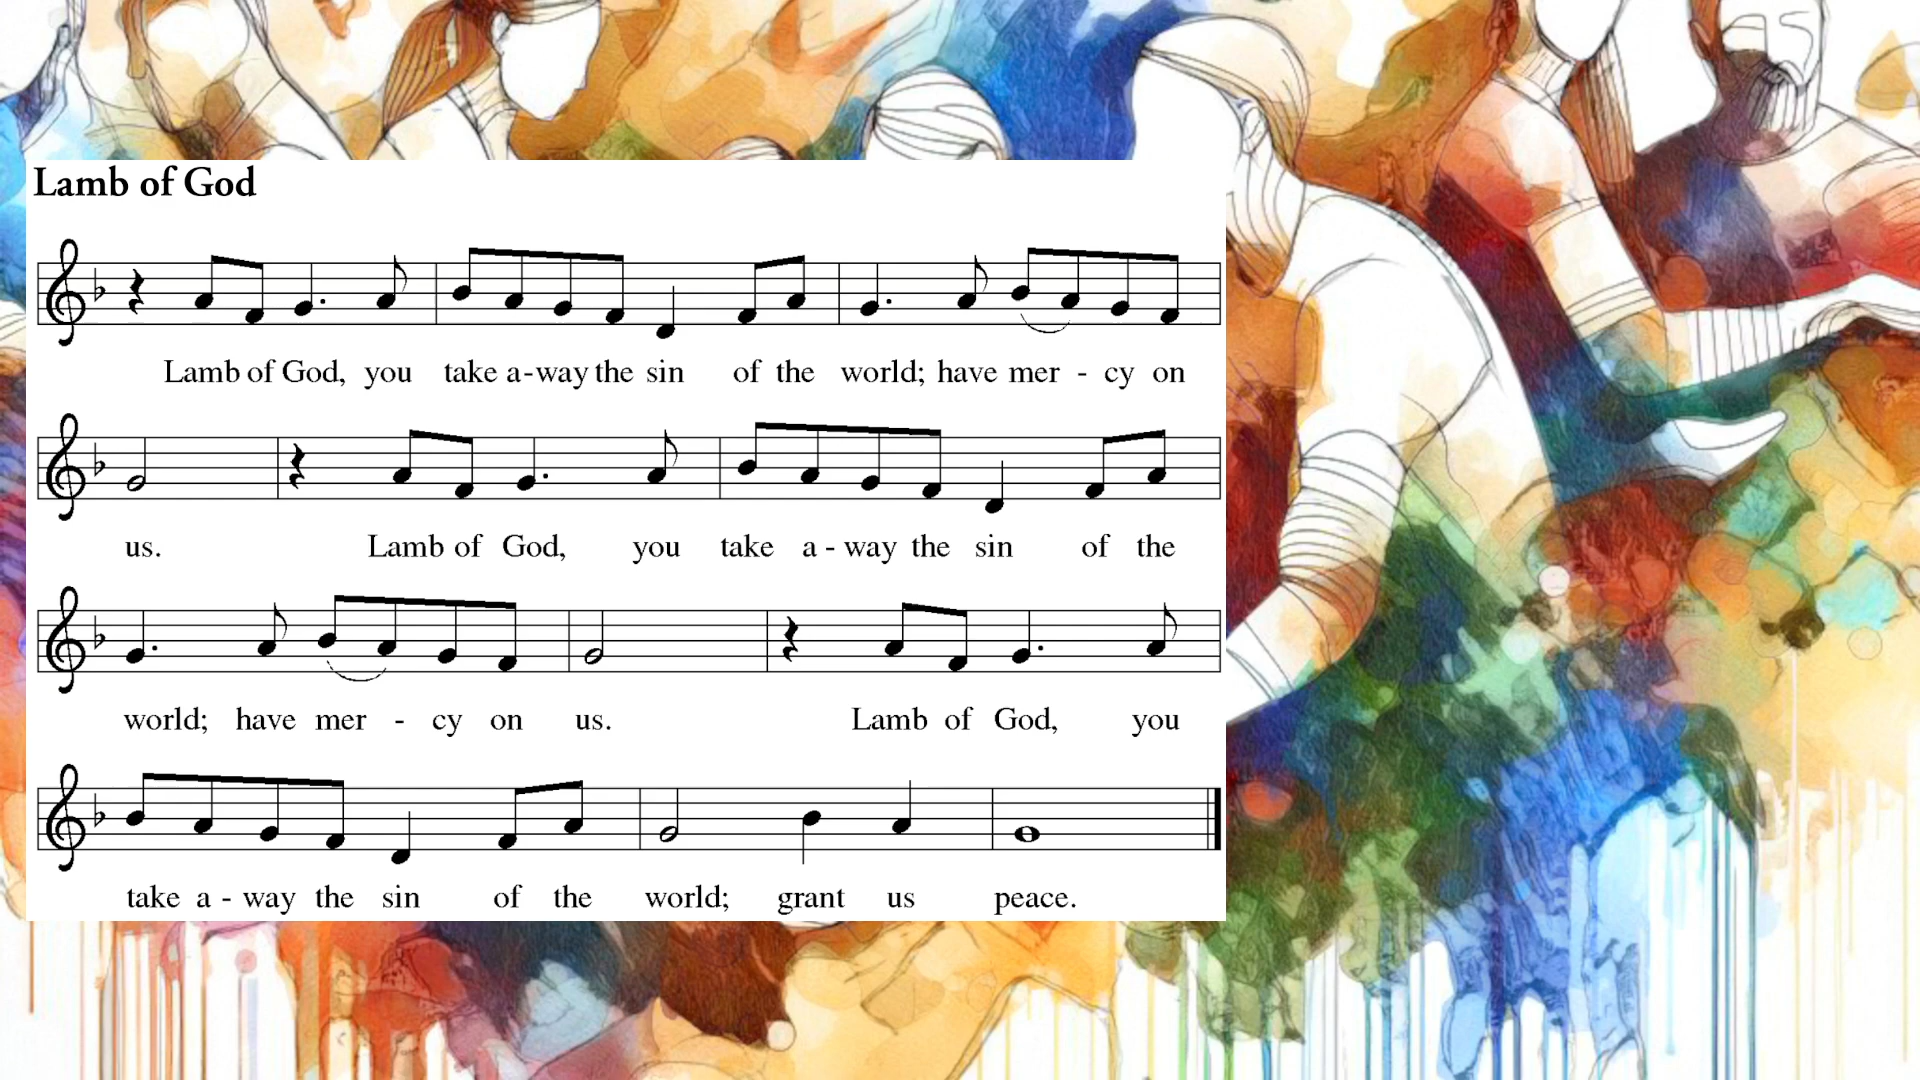 Lamb of God
Lamb of God, you take a-way the sin of the world; have mer - cy on
us. Lamb of God, you take a - way the sin of the
world; have mer - cy on us. Lamb of God, you
take a - way the sin of the world; grant us peace.